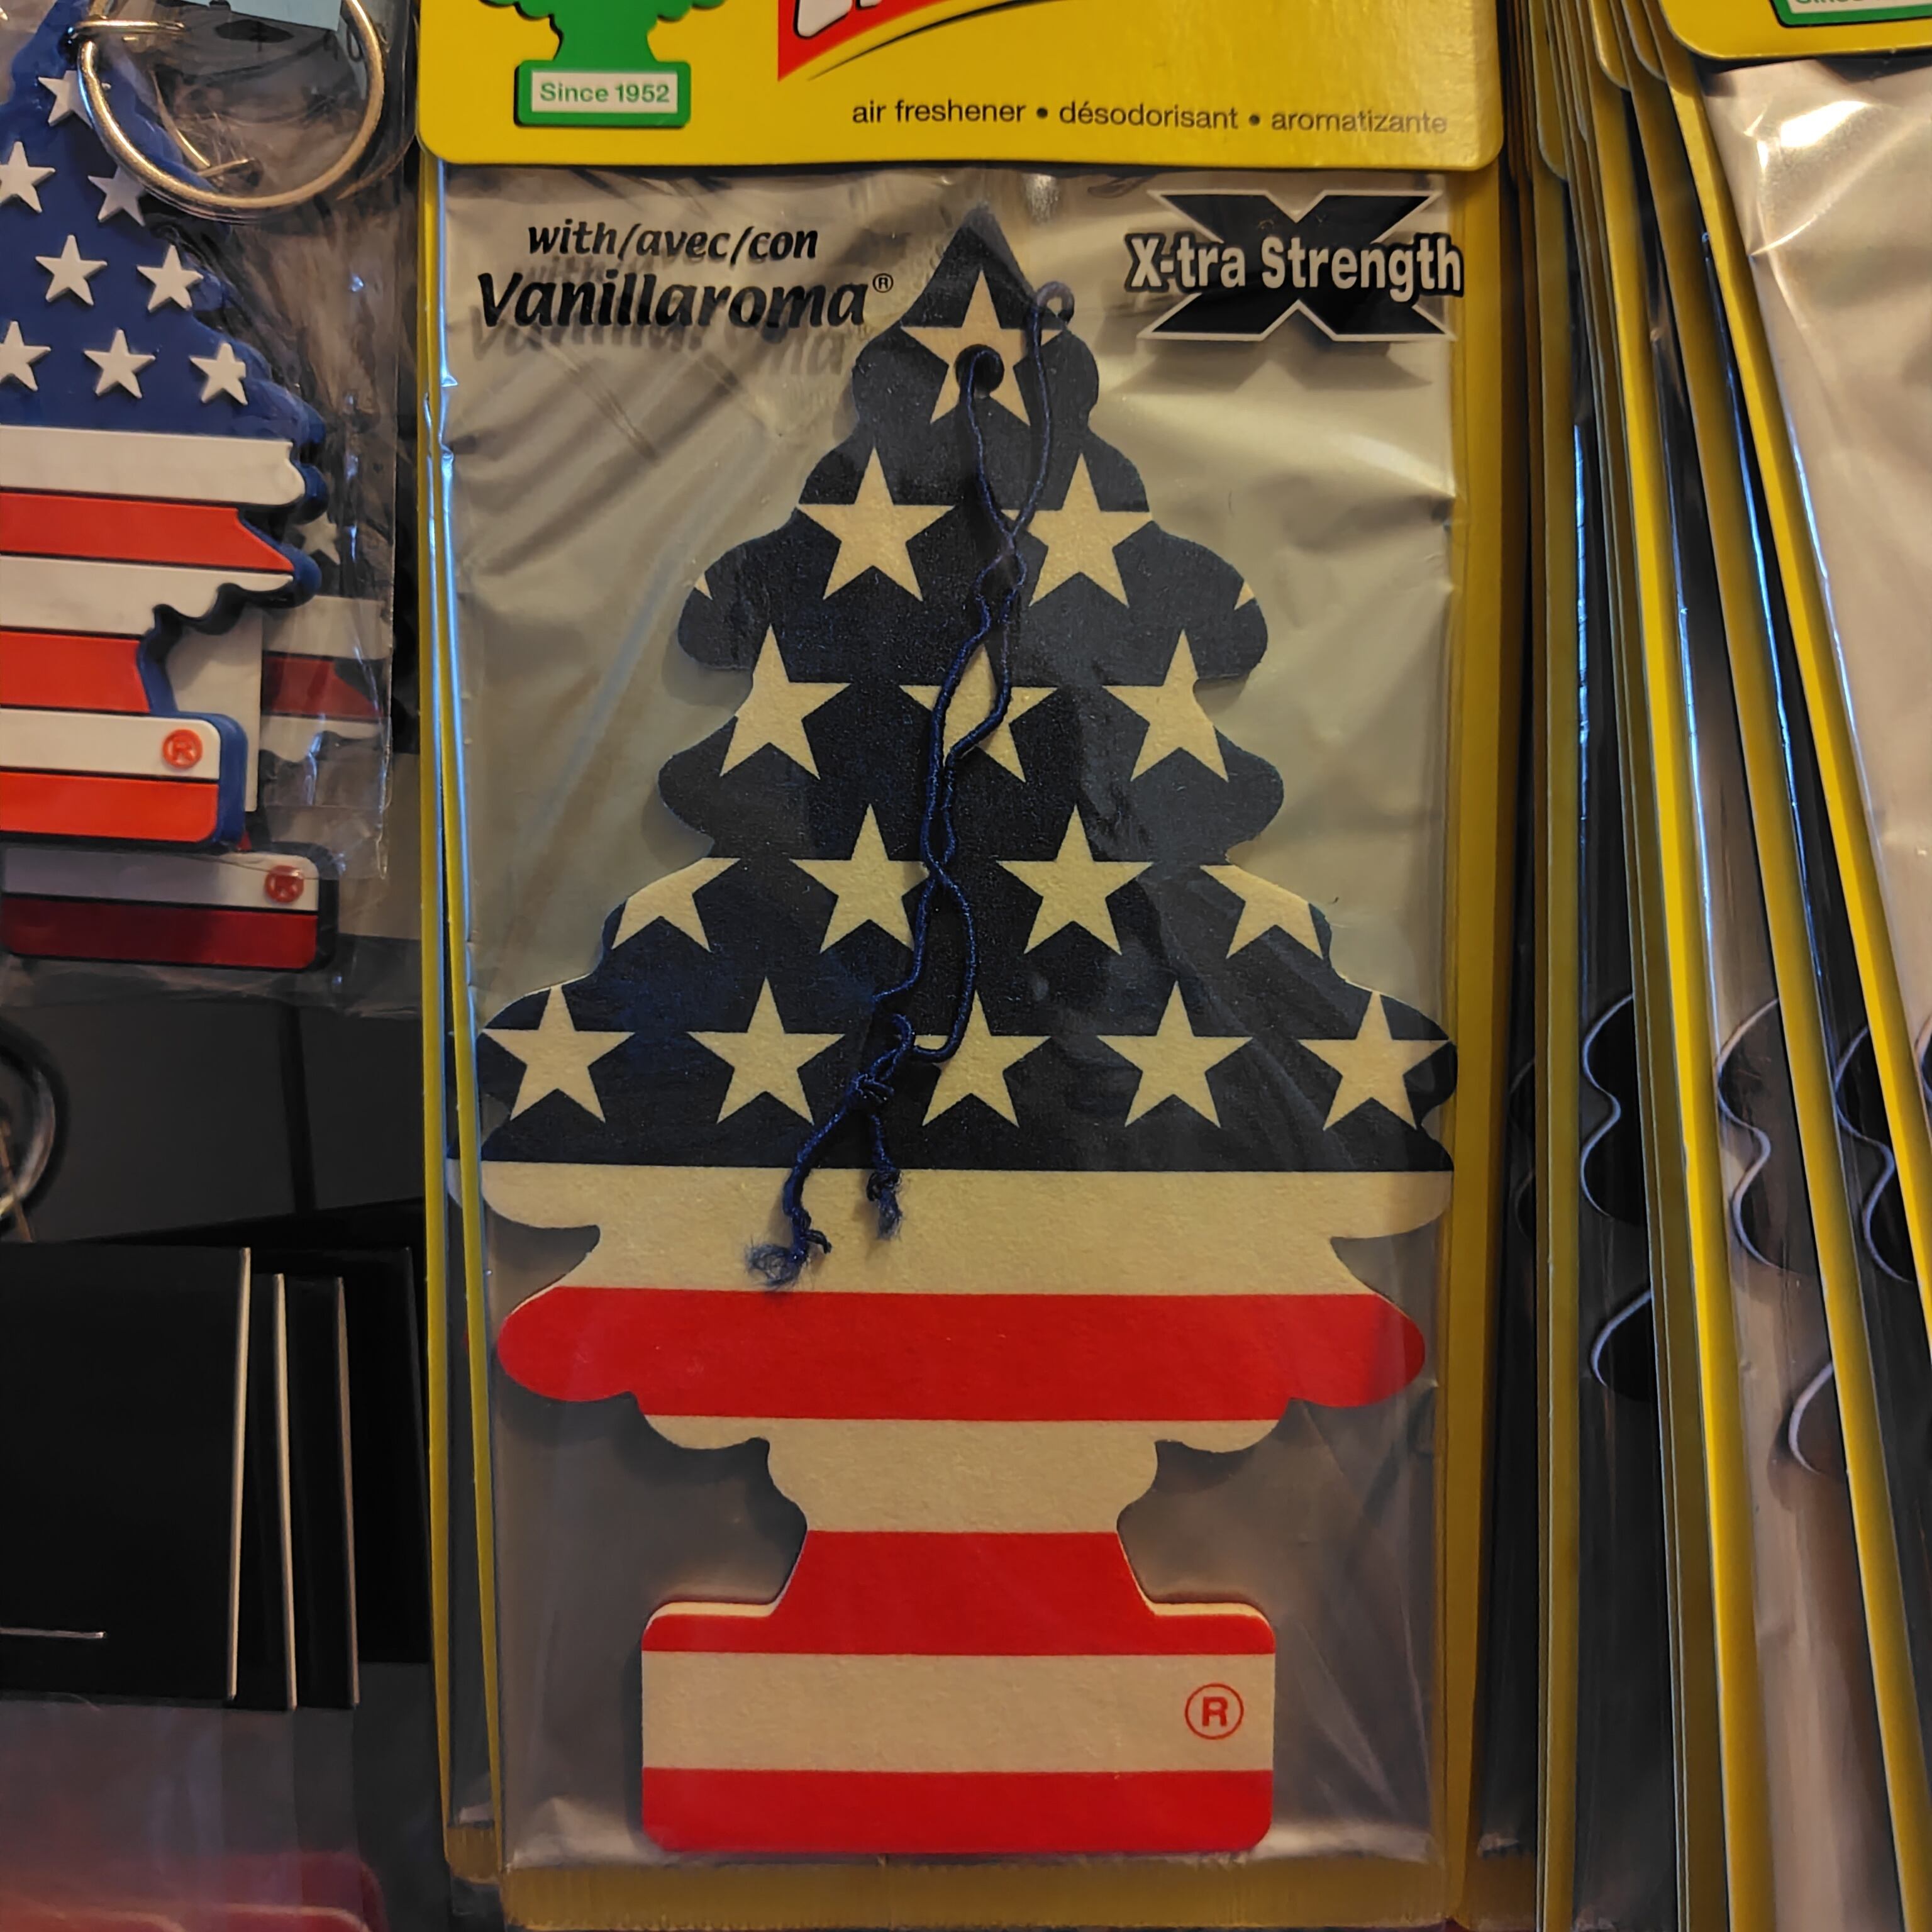 Since 1952
air freshener • désodorisant • aromatizante
with/avec/con
Vanillaroma®
X-tra Strength
®
®
®